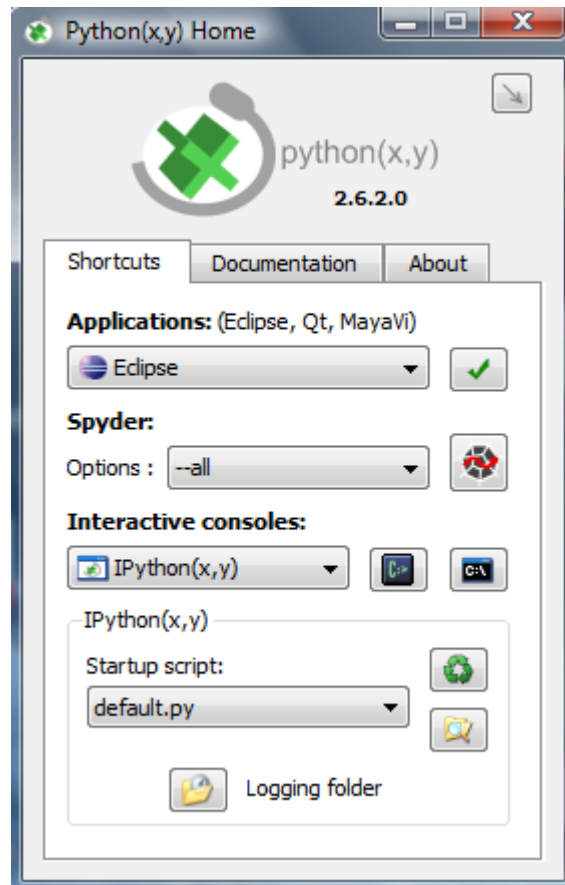 Python(x,y) Home
python(x,y)
2.6.2.0
Shortcuts Documentation About
Applications: (Eclipse, Qt, MayaVi)
Eclipse
Spyder:
Options : --all
Interactive consoles:
IPython(x,y) C:> C:\
IPython(x,y)
Startup script:
default.py
Logging folder